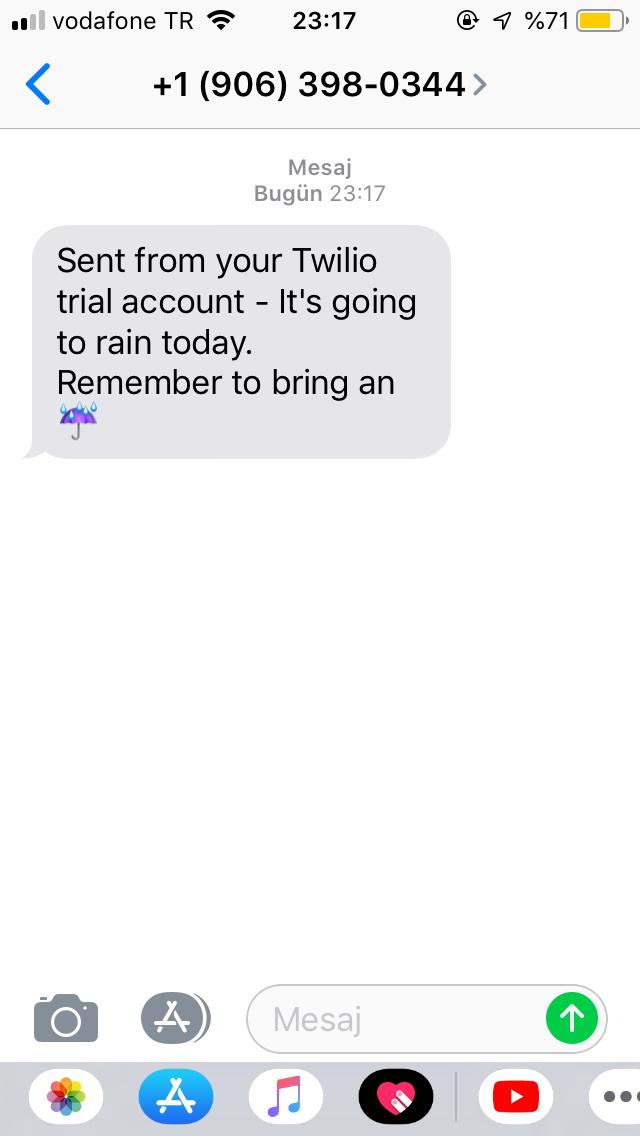 vodafone TR 23:17 %71
+1 (906) 398-0344
Mesaj
Bugün 23:17
Sent from your Twilio
trial account - It's going
to rain today.
Remember to bring an
☔
Mesaj